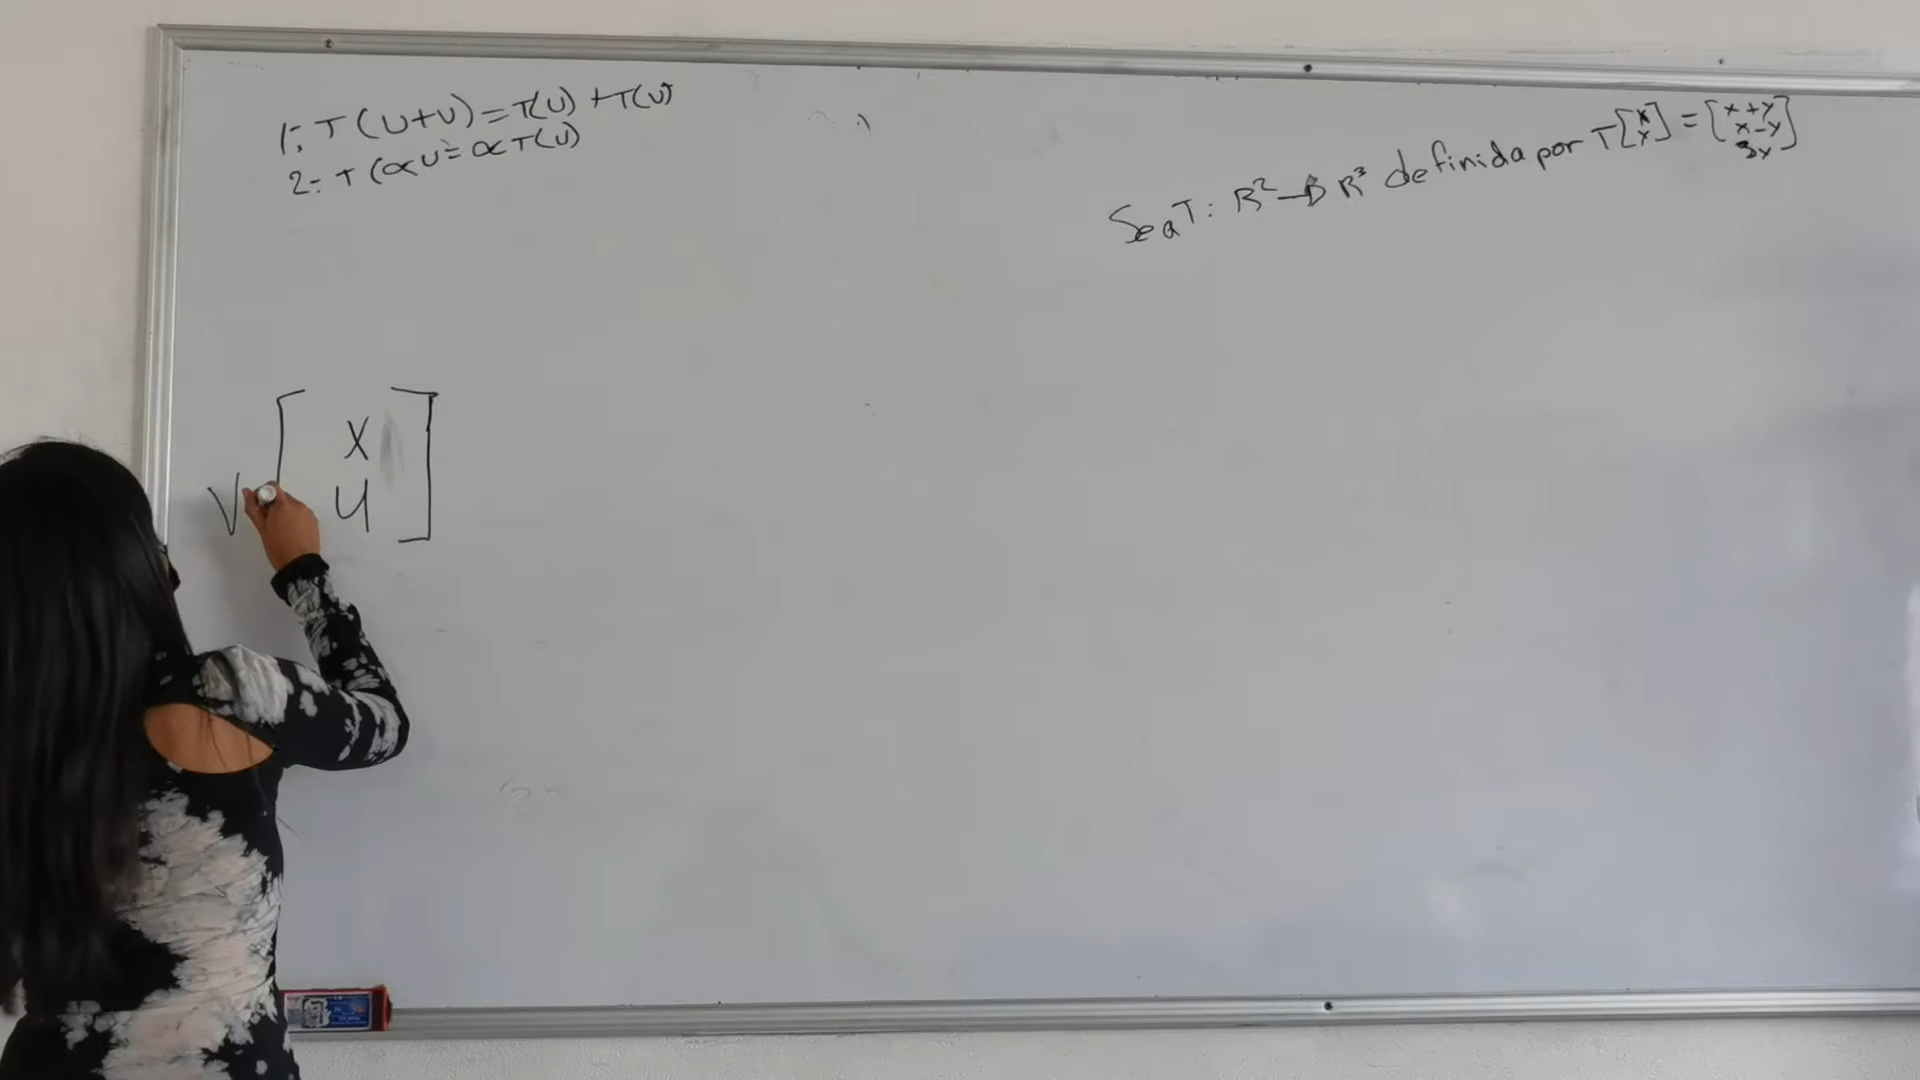 1: T(U+V)=T(U)+T(V)
2: T(αU=αT(U)
Sea T: R²→R³ definida por T[x y] = [x+y x-y 3y]
V [x y]